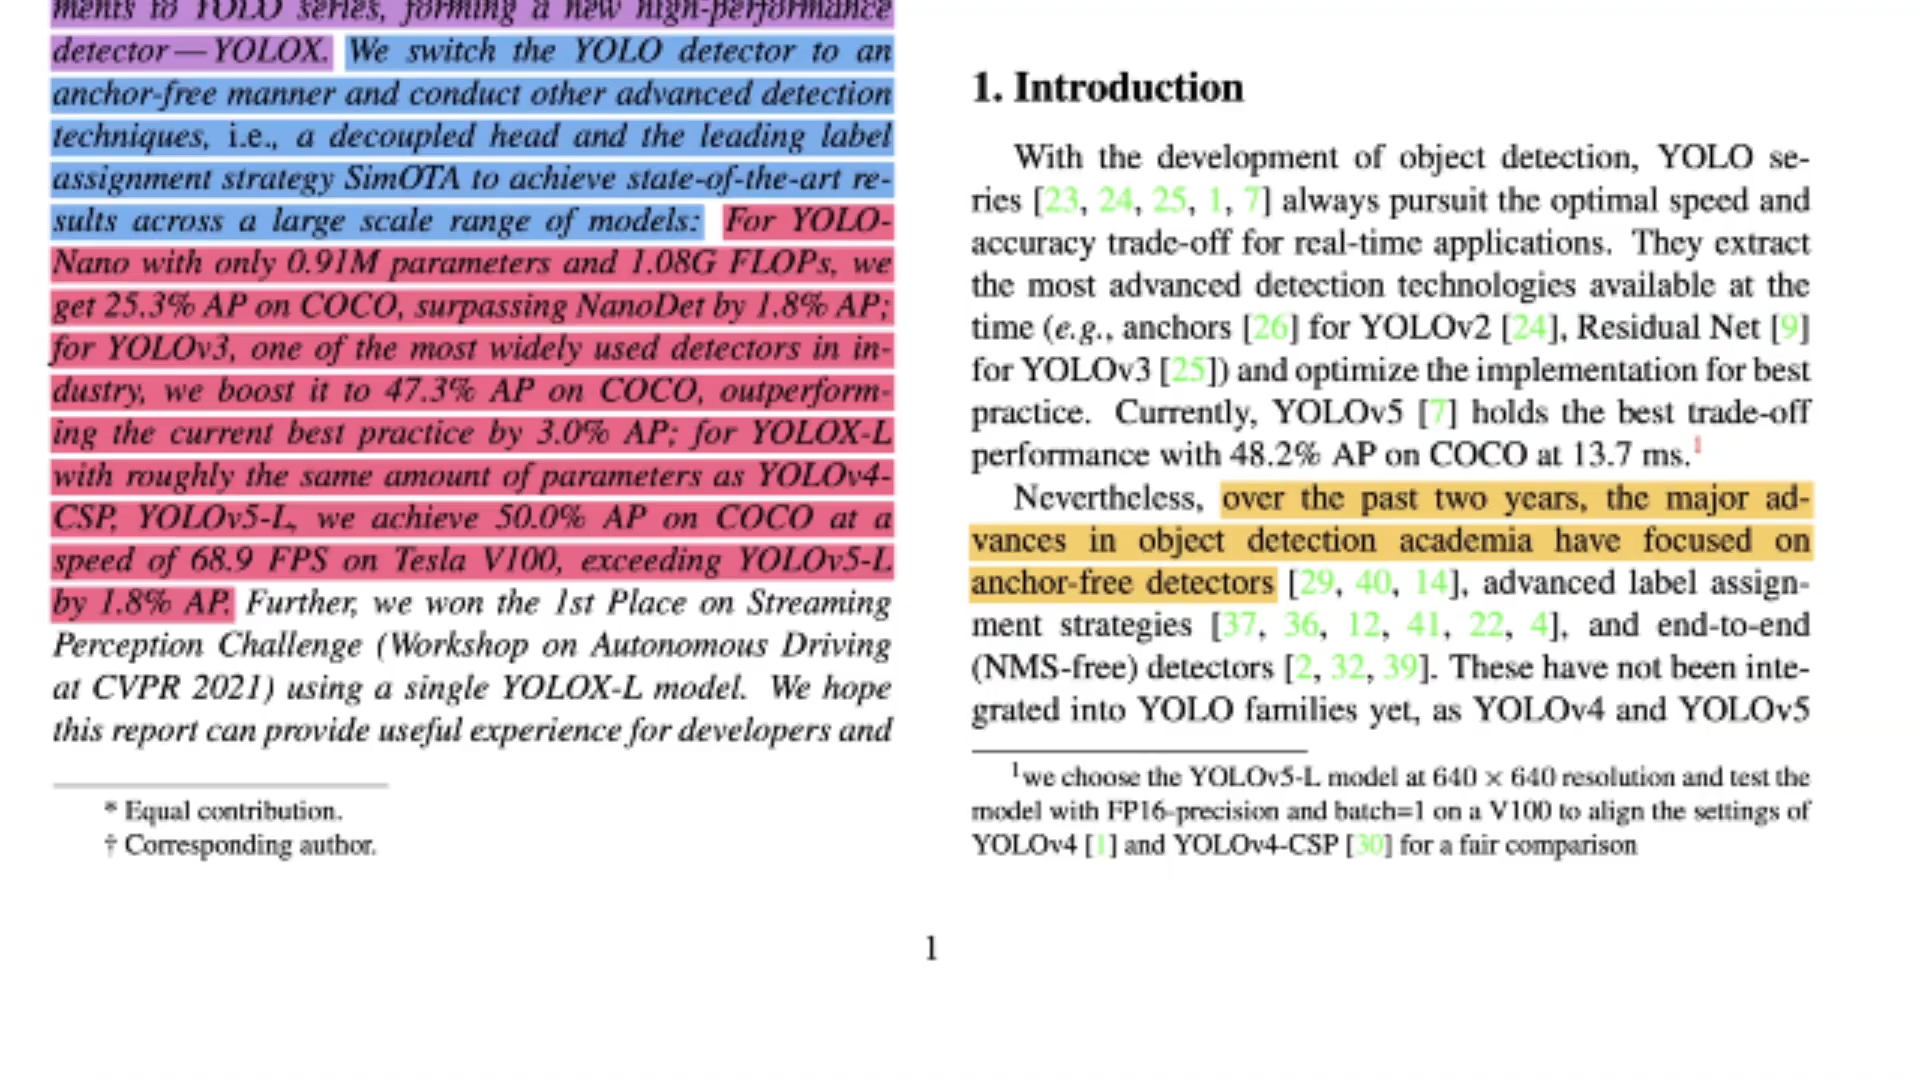 ments to YOLO series, forming a new high-performance
detector — YOLOX. We switch the YOLO detector to an
anchor-free manner and conduct other advanced detection
techniques, i.e., a decoupled head and the leading label
assignment strategy SimOTA to achieve state-of-the-art re-
sults across a large scale range of models: For YOLO-
Nano with only 0.91M parameters and 1.08G FLOPs, we
get 25.3% AP on COCO, surpassing NanoDet by 1.8% AP;
for YOLOv3, one of the most widely used detectors in in-
dustry, we boost it to 47.3% AP on COCO, outperform-
ing the current best practice by 3.0% AP; for YOLOX-L
with roughly the same amount of parameters as YOLOv4-
CSP, YOLOv5-L, we achieve 50.0% AP on COCO at a
speed of 68.9 FPS on Tesla V100, exceeding YOLOv5-L
by 1.8% AP. Further, we won the 1st Place on Streaming
Perception Challenge (Workshop on Autonomous Driving
at CVPR 2021) using a single YOLOX-L model. We hope
this report can provide useful experience for developers and
* Equal contribution.
† Corresponding author.
1. Introduction
With the development of object detection, YOLO se-
ries [23, 24, 25, 1, 7] always pursuit the optimal speed and
accuracy trade-off for real-time applications. They extract
the most advanced detection technologies available at the
time (e.g., anchors [26] for YOLOv2 [24], Residual Net [9]
for YOLOv3 [25]) and optimize the implementation for best
practice. Currently, YOLOv5 [7] holds the best trade-off
performance with 48.2% AP on COCO at 13.7 ms.1
Nevertheless, over the past two years, the major ad-
vances in object detection academia have focused on
anchor-free detectors [29, 40, 14], advanced label assign-
ment strategies [37, 36, 12, 41, 22, 4], and end-to-end
(NMS-free) detectors [2, 32, 39]. These have not been inte-
grated into YOLO families yet, as YOLOv4 and YOLOv5
1we choose the YOLOv5-L model at 640 × 640 resolution and test the
model with FP16-precision and batch=1 on a V100 to align the settings of
YOLOv4 [1] and YOLOv4-CSP [30] for a fair comparison
1